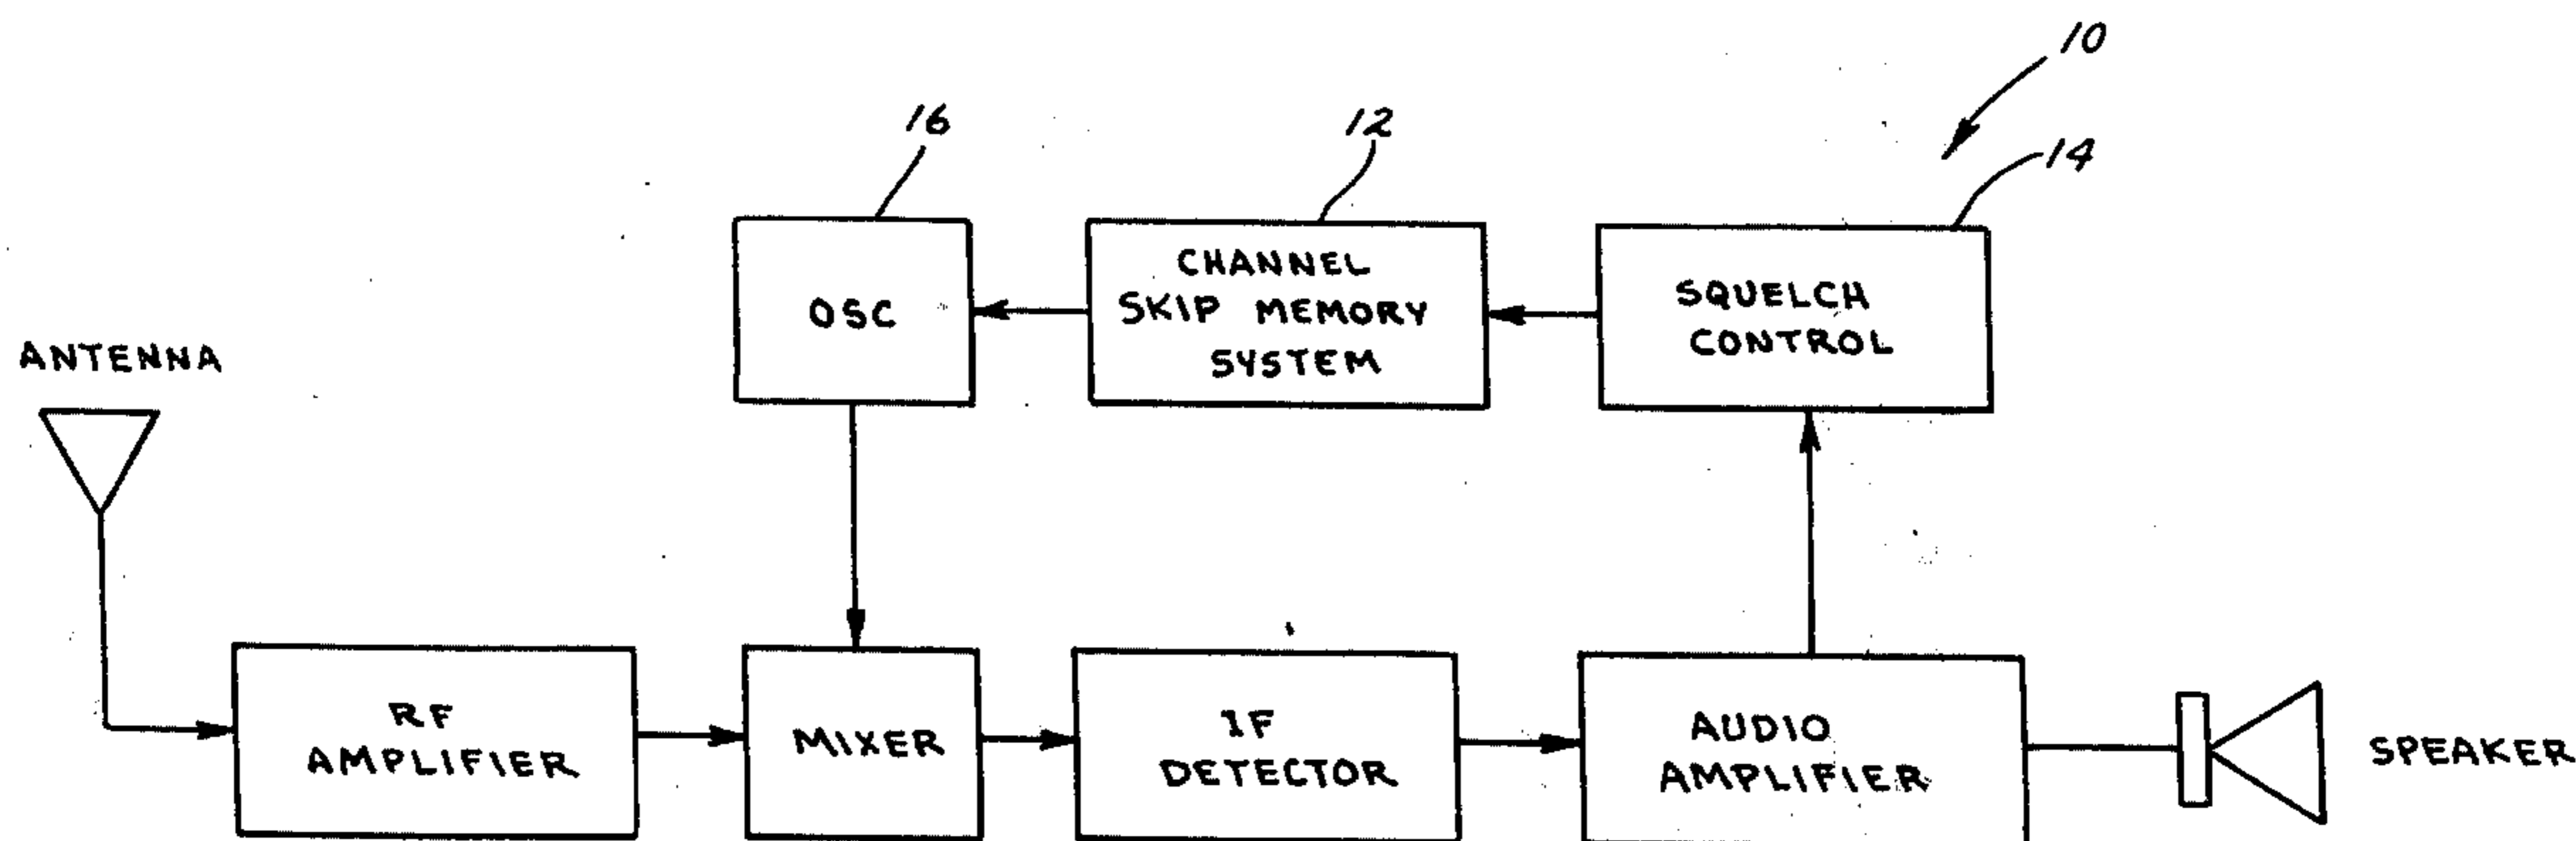 10
16
12
14
OSC
CHANNEL
SKIP MEMORY
SYSTEM
SQUELCH
CONTROL
ANTENNA
RF
AMPLIFIER
MIXER
IF
DETECTOR
AUDIO
AMPLIFIER
SPEAKER